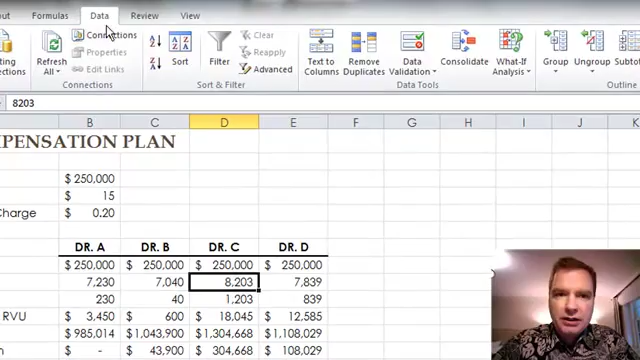 out Formulas Data Review View
Connections
Properties
Edit Links
Refresh
All
nections
Connections
Sort
Filter
Clear
Reapply
Advanced
Sort & Filter
Text to
Columns
Remove
Duplicates
Data
Validation
Consolidate
What-If
Analysis
Data Tools
Group
Ungroup
Subtotal
Outline
8203
B C D E F G H I J K
PENSATION PLAN
$ 250,000
$ 15
Charge $ 0.20
DR. A DR. B DR. C DR. D
$ 250,000 $ 250,000 $ 250,000 $ 250,000
7,230 7,040 8,203 7,839
230 40 1,203 839
RVU $ 3,450 $ 600 $ 18,045 $ 12,585
$ 985,014 $ 1,043,900 $ 1,304,668 $ 1,108,029
$ - $ 43,900 $ 304,668 $ 108,029